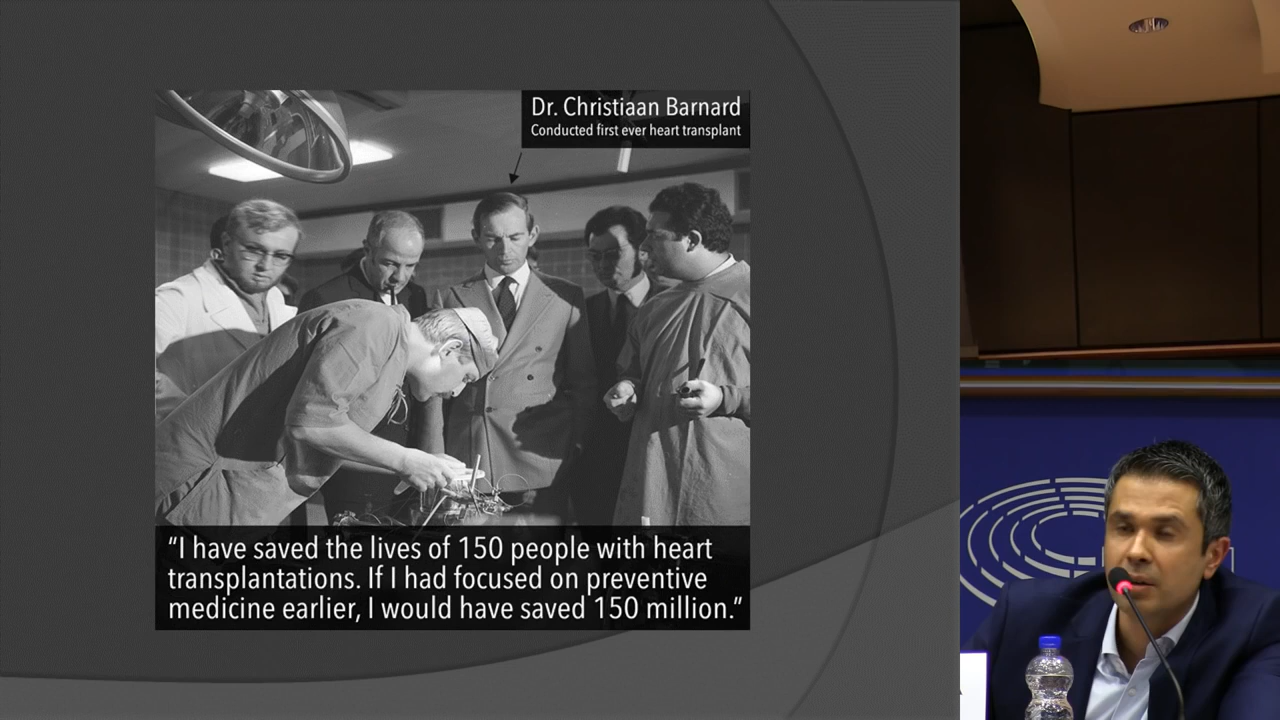 Dr. Christiaan Barnard
Conducted first ever heart transplant
“I have saved the lives of 150 people with heart
transplantations. If I had focused on preventive
medicine earlier, I would have saved 150 million.”